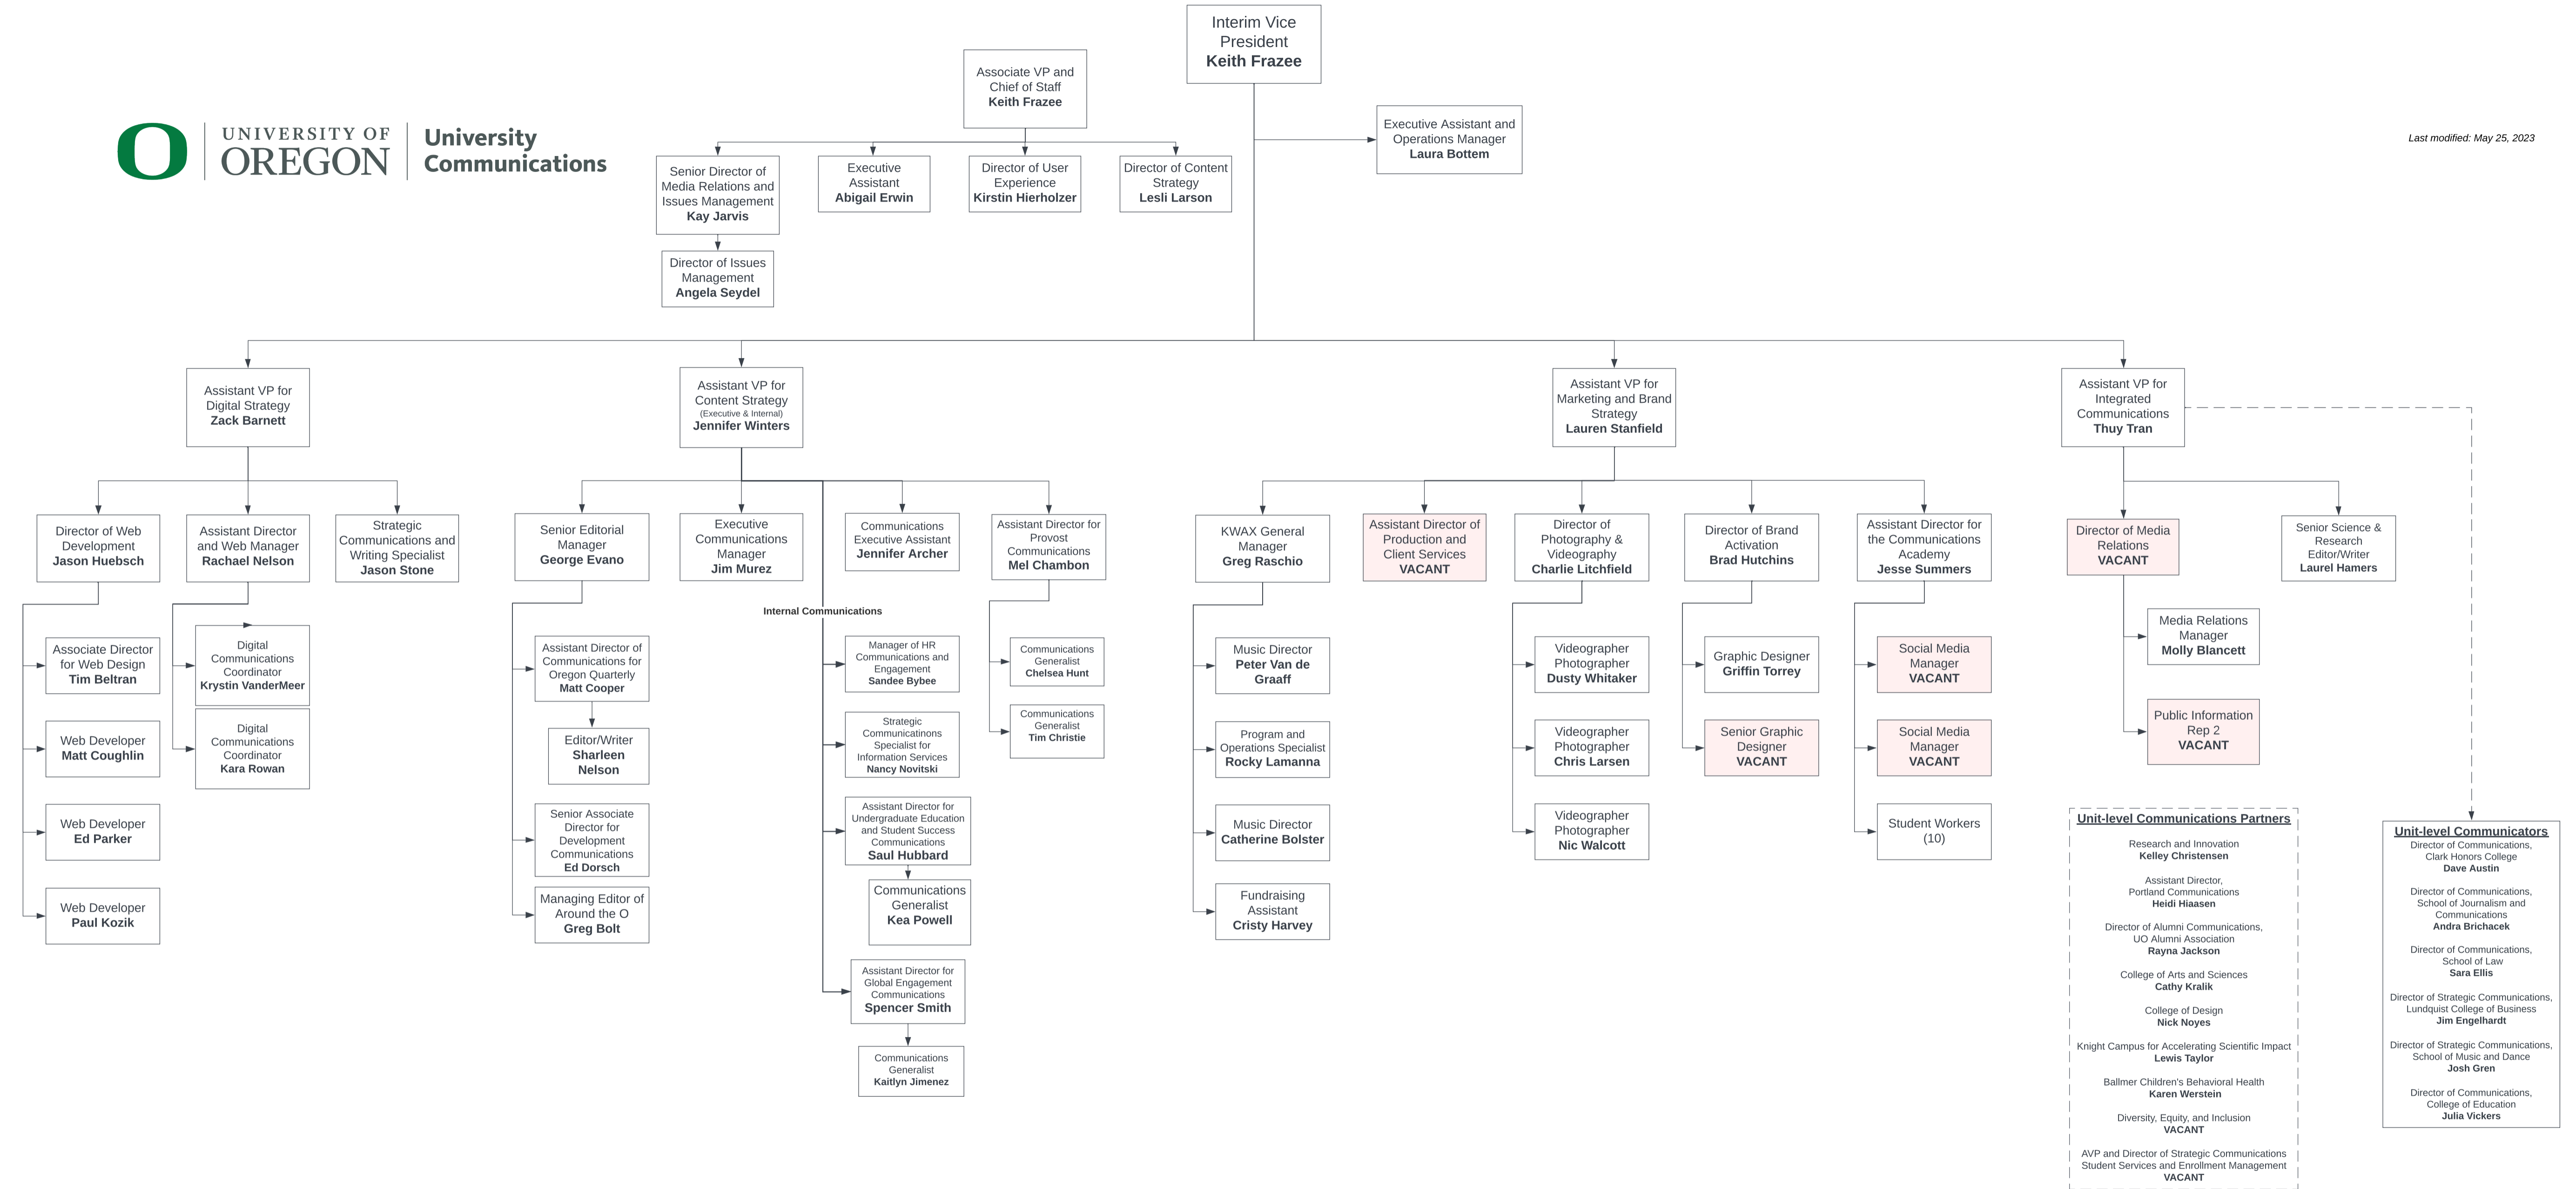 Interim Vice
President
Keith Frazee
Associate VP and
Chief of Staff
Keith Frazee
Executive Assistant and
Operations Manager
Laura Bottem
UNIVERSITY OF
OREGON
University
Communications
Last modified: May 25, 2023
Senior Director of
Media Relations and
Issues Management
Kay Jarvis
Executive
Assistant
Abigail Erwin
Director of User
Experience
Kirstin Hierholzer
Director of Content
Strategy
Lesli Larson
Director of Issues
Management
Angela Seydel
Assistant VP for
Digital Strategy
Zack Barnett
Assistant VP for
Content Strategy
(Executive & Internal)
Jennifer Winters
Assistant VP for
Marketing and Brand
Strategy
Lauren Stanfield
Assistant VP for
Integrated
Communications
Thuy Tran
Director of Web
Development
Jason Huebsch
Assistant Director
and Web Manager
Rachael Nelson
Strategic
Communications and
Writing Specialist
Jason Stone
Senior Editorial
Manager
George Evano
Executive
Communications
Manager
Jim Murez
Communications
Executive Assistant
Jennifer Archer
Assistant Director for
Provost
Communications
Mel Chambon
KWAX General
Manager
Greg Raschio
Assistant Director of
Production and
Client Services
VACANT
Director of
Photography &
Videography
Charlie Litchfield
Director of Brand
Activation
Brad Hutchins
Assistant Director for
the Communications
Academy
Jesse Summers
Director of Media
Relations
VACANT
Senior Science &
Research
Editor/Writer
Laurel Hamers
Associate Director
for Web Design
Tim Beltran
Web Developer
Matt Coughlin
Web Developer
Ed Parker
Web Developer
Paul Kozik
Digital
Communications
Coordinator
Krystin VanderMeer
Digital
Communications
Coordinator
Kara Rowan
Assistant Director of
Communications for
Oregon Quarterly
Matt Cooper
Editor/Writer
Sharleen
Nelson
Senior Associate
Director for
Development
Communications
Ed Dorsch
Managing Editor of
Around the O
Greg Bolt
Internal Communications
Manager of HR
Communications and
Engagement
Sandee Bybee
Strategic
Communicatinons
Specialist for
Information Services
Nancy Novitski
Assistant Director for
Undergraduate Education
and Student Success
Communications
Saul Hubbard
Communications
Generalist
Kea Powell
Assistant Director for
Global Engagement
Communications
Spencer Smith
Communications
Generalist
Kaitlyn Jimenez
Communications
Generalist
Chelsea Hunt
Communications
Generalist
Tim Christie
Music Director
Peter Van de
Graaff
Program and
Operations Specialist
Rocky Lamanna
Music Director
Catherine Bolster
Fundraising
Assistant
Cristy Harvey
Videographer
Photographer
Dusty Whitaker
Videographer
Photographer
Chris Larsen
Videographer
Photographer
Nic Walcott
Graphic Designer
Griffin Torrey
Senior Graphic
Designer
VACANT
Social Media
Manager
VACANT
Social Media
Manager
VACANT
Student Workers
(10)
Media Relations
Manager
Molly Blancett
Public Information
Rep 2
VACANT
Unit-level Communications Partners
Research and Innovation
Kelley Christensen
Assistant Director,
Portland Communications
Heidi Hiaasen
Director of Alumni Communications,
UO Alumni Association
Rayna Jackson
College of Arts and Sciences
Cathy Kralik
College of Design
Nick Noyes
Knight Campus for Accelerating Scientific Impact
Lewis Taylor
Ballmer Children's Behavioral Health
Karen Werstein
Diversity, Equity, and Inclusion
VACANT
AVP and Director of Strategic Communications
Student Services and Enrollment Management
VACANT
Unit-level Communicators
Director of Communications,
Clark Honors College
Dave Austin
Director of Communications,
School of Journalism and
Communications
Andra Brichacek
Director of Communications,
School of Law
Sara Ellis
Director of Strategic Communications,
Lundquist College of Business
Jim Engelhardt
Director of Strategic Communications,
School of Music and Dance
Josh Gren
Director of Communications,
College of Education
Julia Vickers